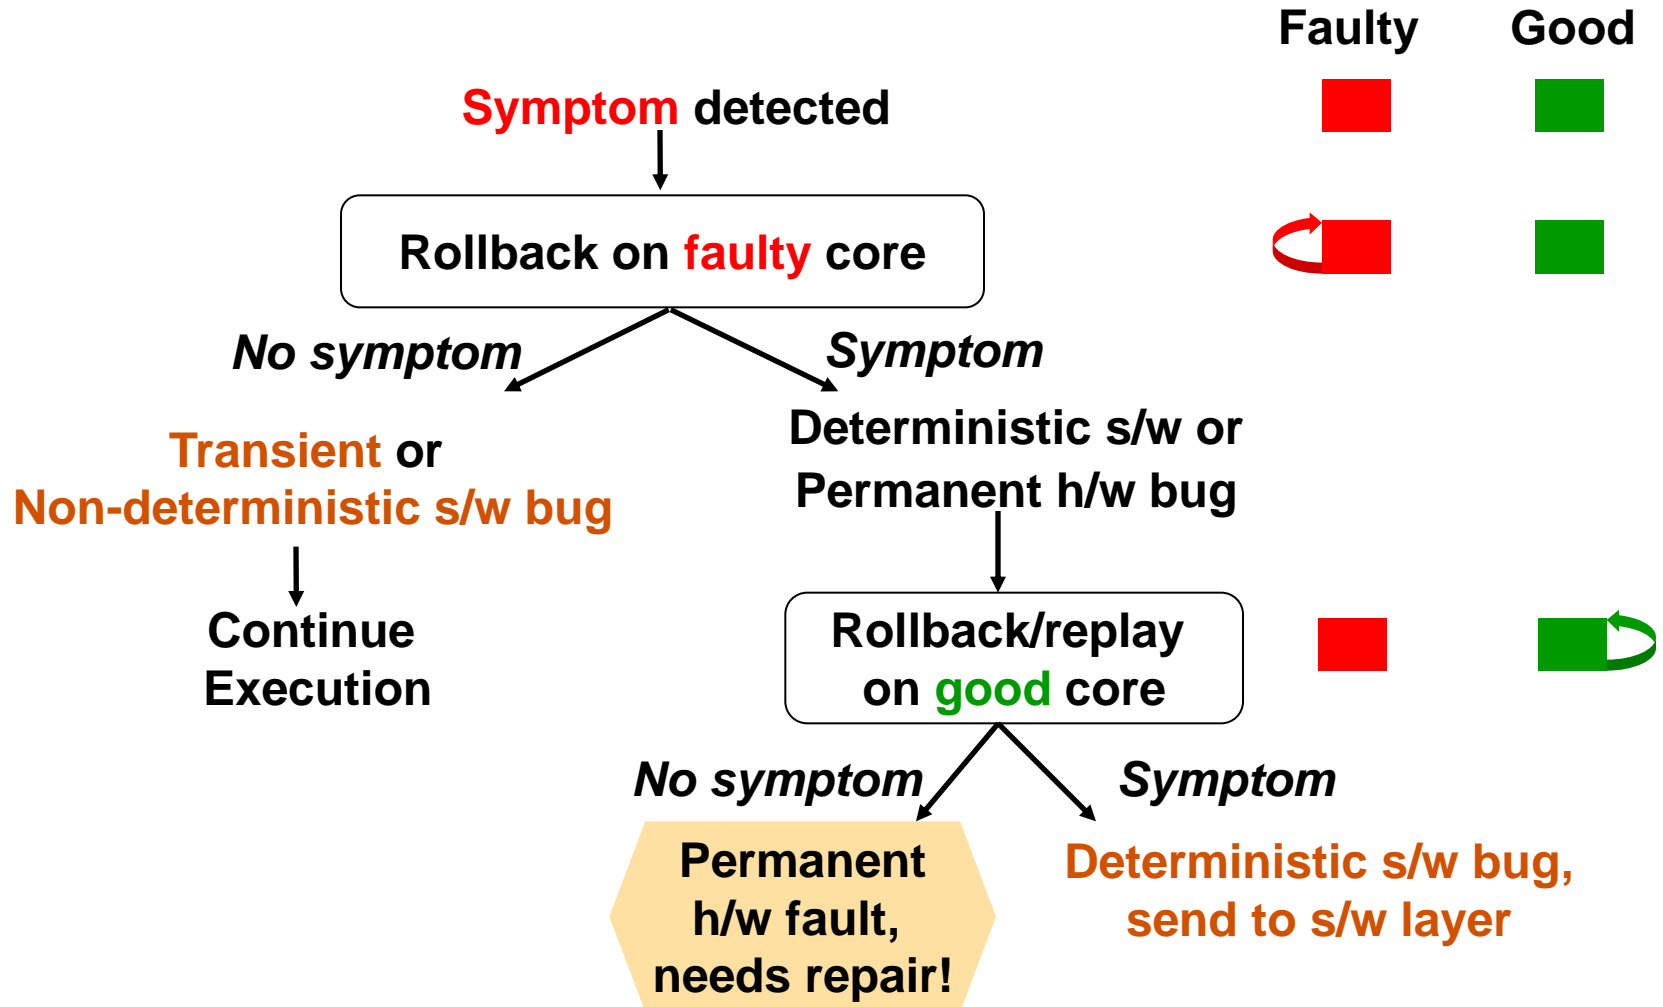 Faulty Good
Symptom detected
Rollback on faulty core
No symptom
Symptom
Transient or
Non-deterministic s/w bug
Deterministic s/w or
Permanent h/w bug
Continue
Execution
Rollback/replay
on good core
No symptom
Symptom
Permanent
h/w fault,
needs repair!
Deterministic s/w bug,
send to s/w layer